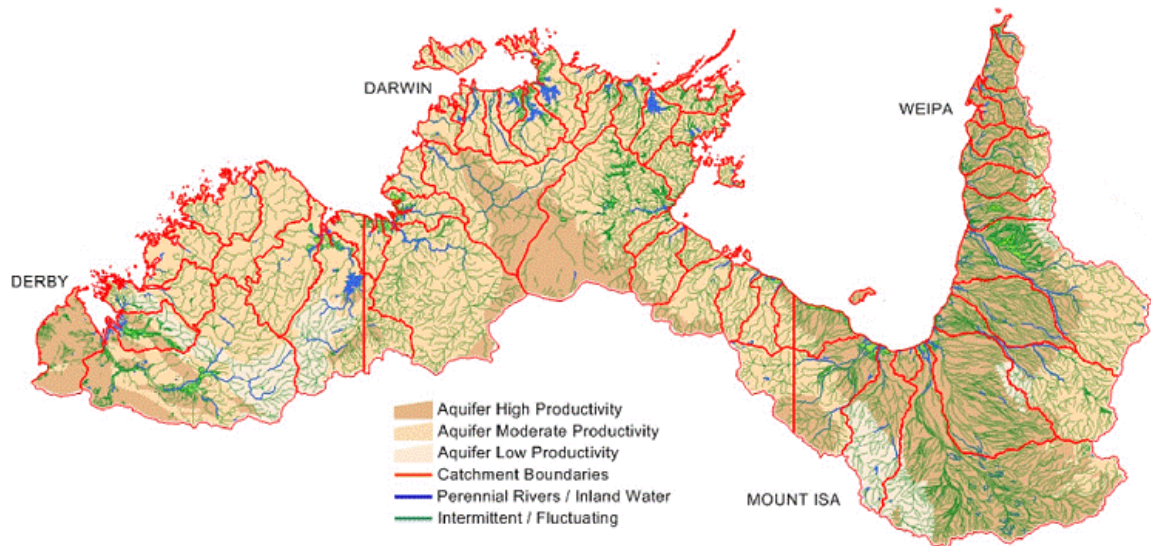 DARWIN
WEIPA
DERBY
Aquifer High Productivity
Aquifer Moderate Productivity
Aquifer Low Productivity
Catchment Boundaries
Perennial Rivers / Inland Water
Intermittent / Fluctuating
MOUNT ISA